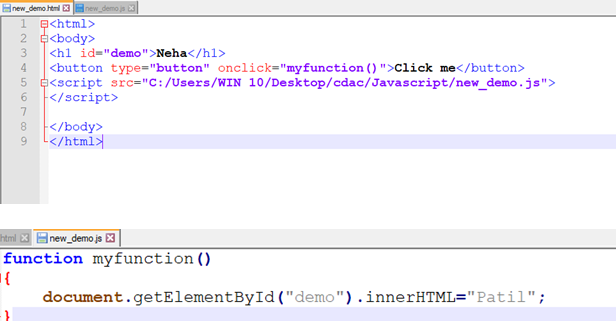 new_demo.html new_demo.js
1 <html>
2 <body>
3 <h1 id="demo">Neha</h1>
4 <button type="button" onclick="myfunction()">Click me</button>
5 <script src="C:/Users/WIN 10/Desktop/cdac/Javascript/new_demo.js">
6 </script>
7
8 </body>
9 </html>
html new_demo.js
function myfunction()
{
document.getElementById("demo").innerHTML="Patil";
}